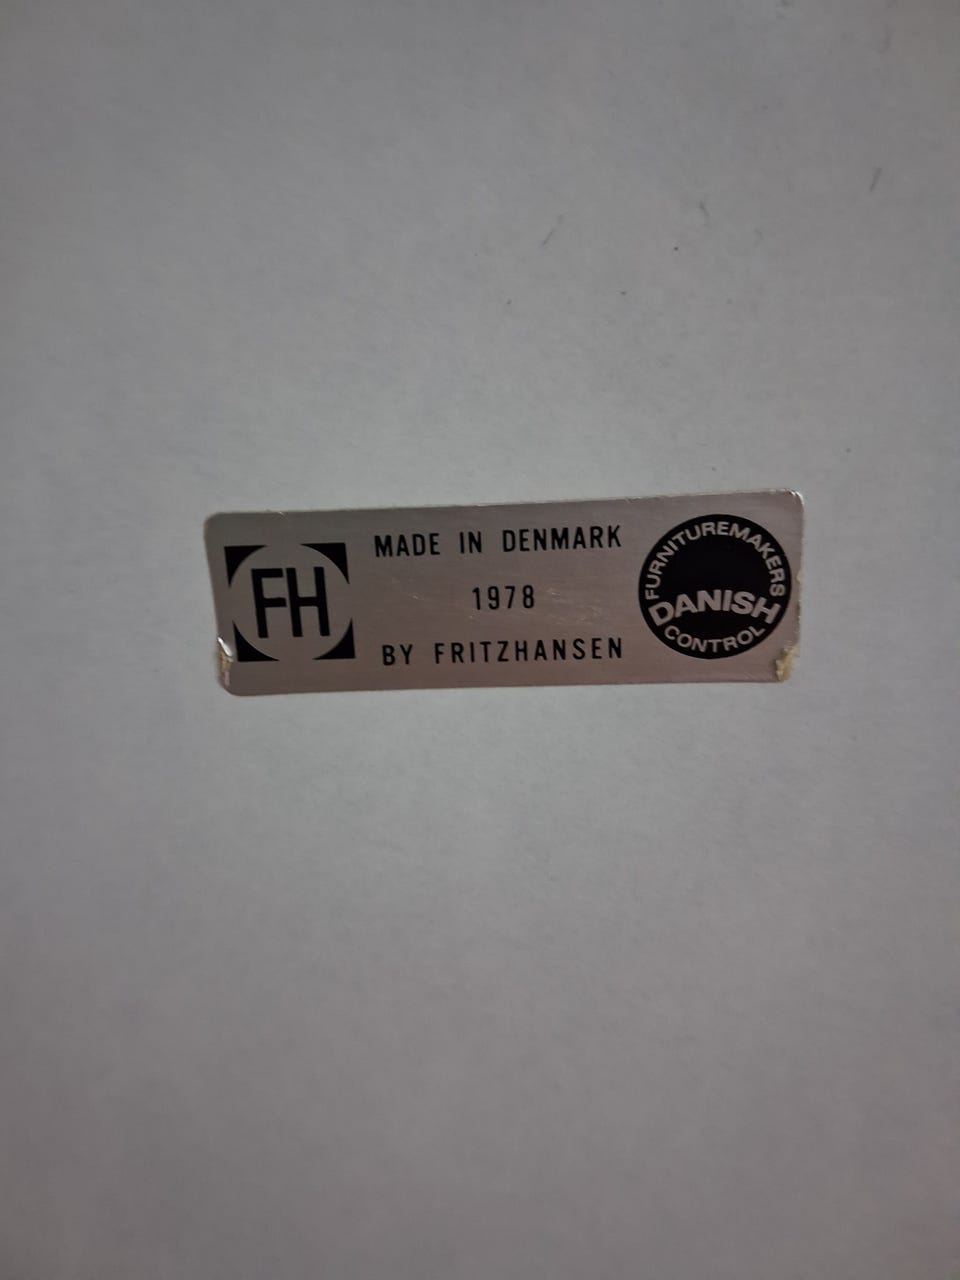 FH
MADE IN DENMARK
1978
BY FRITZHANSEN
FURNITUREMAKERS
DANISH
CONTROL